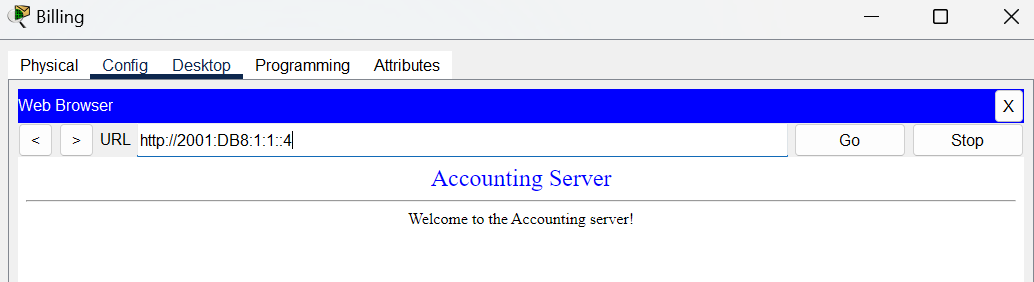 Billing
Physical Config Desktop Programming Attributes
Web Browser X
< > URL http://2001:DB8:1:1::4 Go Stop
Accounting Server
Welcome to the Accounting server!